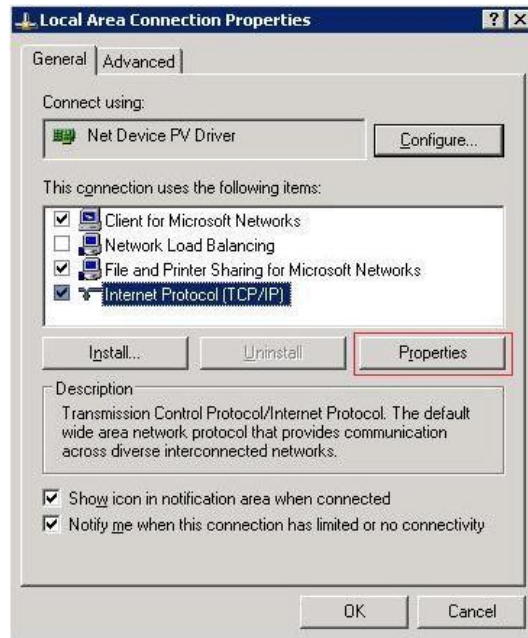 Local Area Connection Properties
General
Advanced
Connect using:
Net Device PV Driver
Configure...
This connection uses the following items:
Client for Microsoft Networks
Network Load Balancing
File and Printer Sharing for Microsoft Networks
Internet Protocol (TCP/IP)
Install...
Uninstall
Properties
Description
Transmission Control Protocol/Internet Protocol. The default
wide area network protocol that provides communication
across diverse interconnected networks.
Show icon in notification area when connected
Notify me when this connection has limited or no connectivity
OK
Cancel